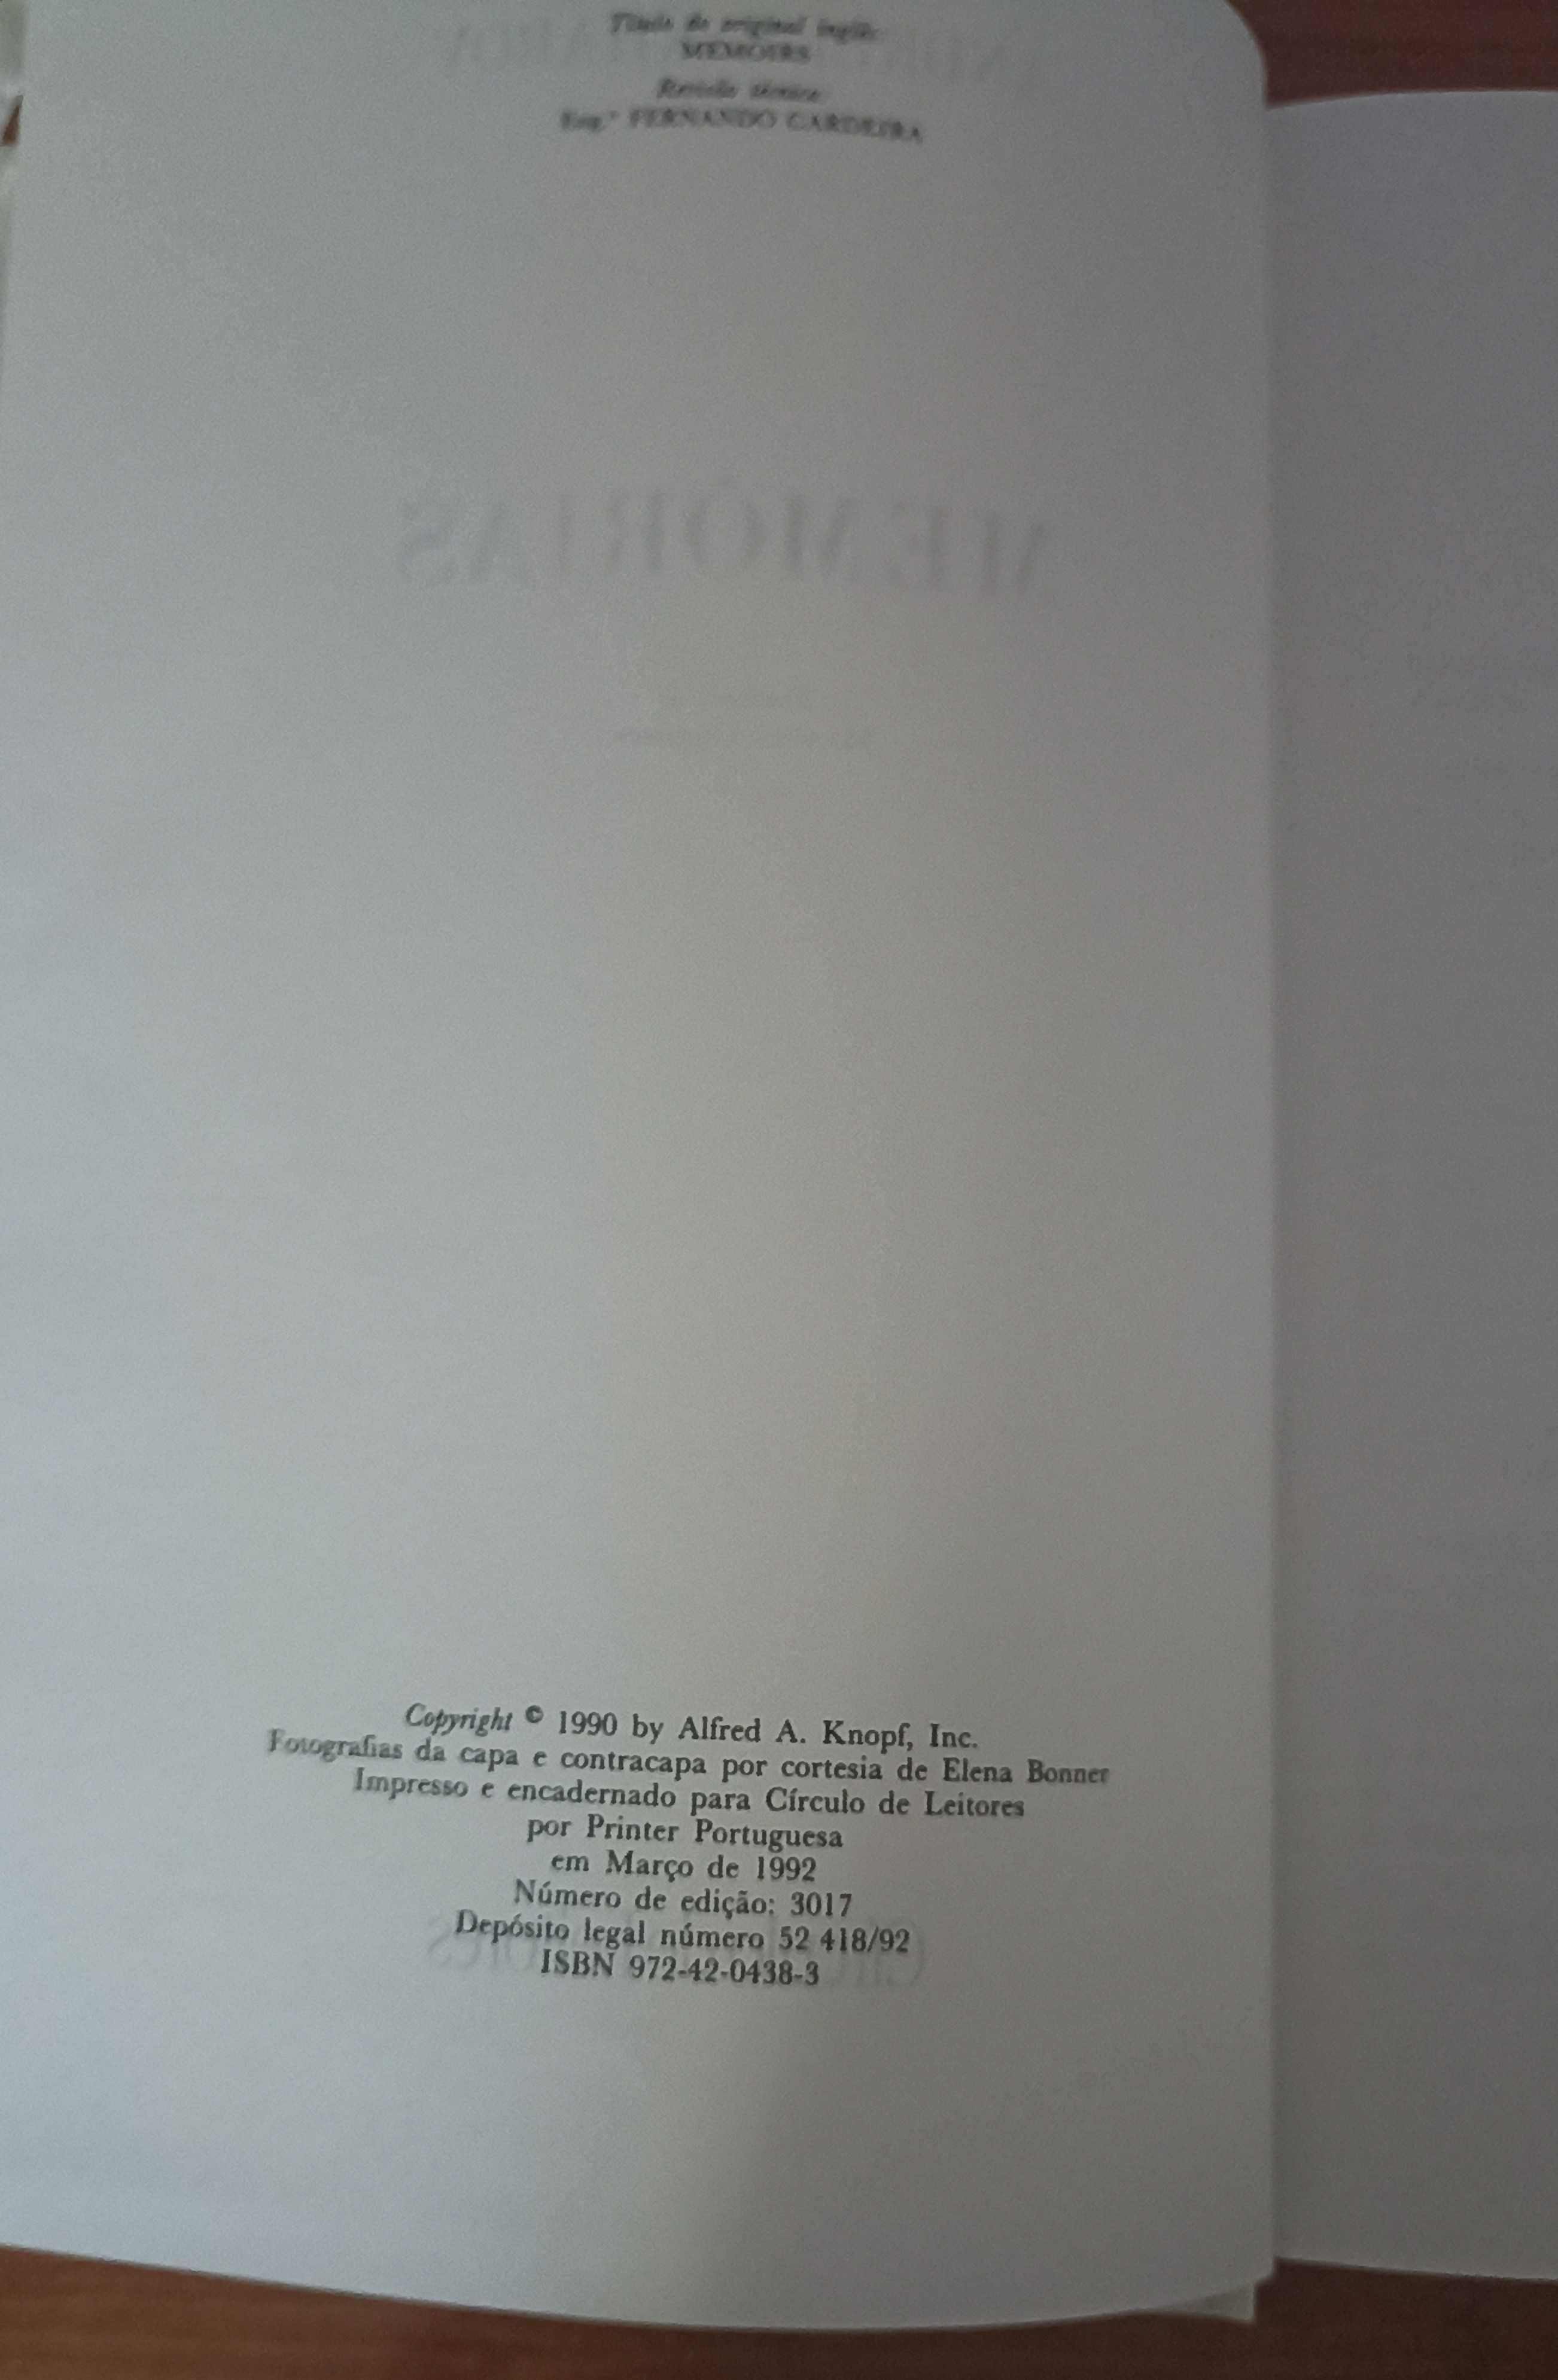 Título do original inglês
MEMOIRS
Revisão técnica
Eng.º FERNANDO CARDEIRA
MEMÓRIAS
Copyright © 1990 by Alfred A. Knopf, Inc.
Fotografias da capa e contracapa por cortesia de Elena Bonner
Impresso e encadernado para Círculo de Leitores
por Printer Portuguesa
em Março de 1992
Número de edição: 3017
Depósito legal número 52 418/92
ISBN 972-42-0438-3